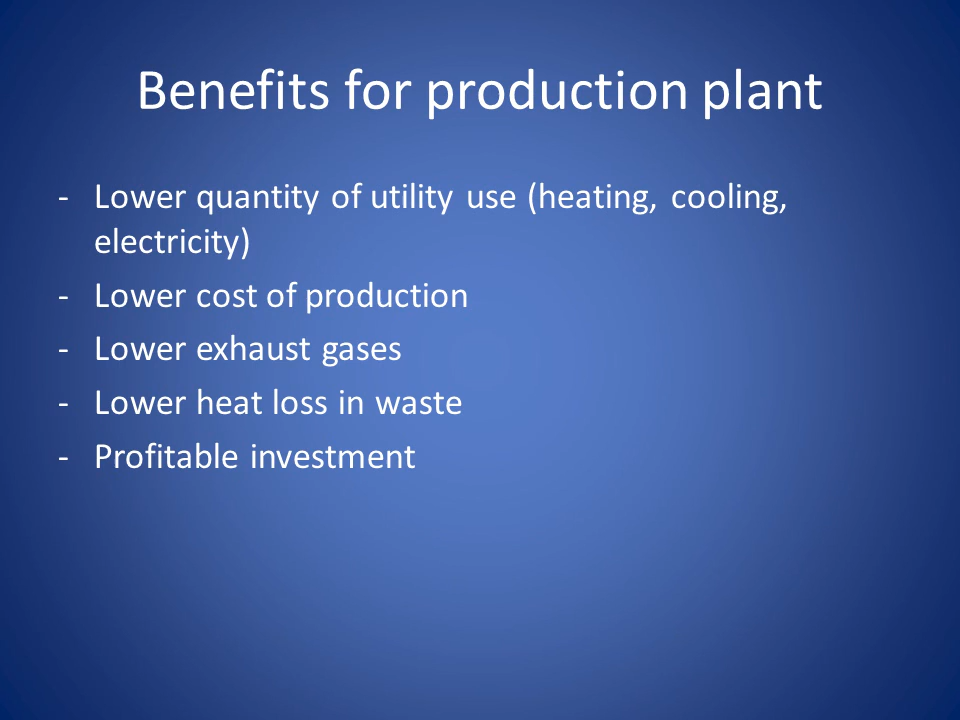 Benefits for production plant
- Lower quantity of utility use (heating, cooling,
electricity)
- Lower cost of production
- Lower exhaust gases
- Lower heat loss in waste
- Profitable investment